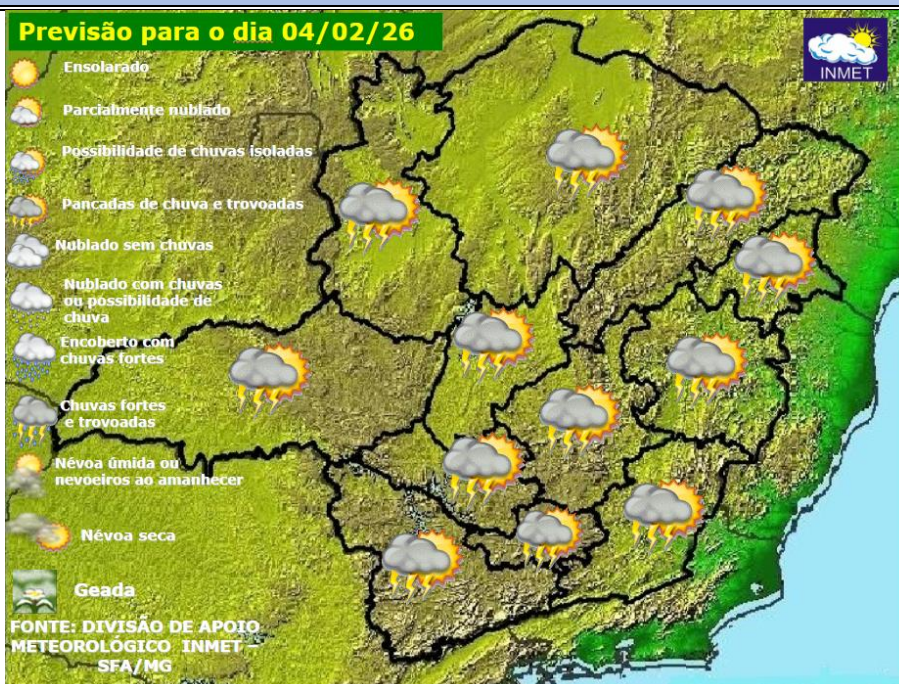 Previsão para o dia 04/02/26
INMET
Ensolarado
Parcialmente nublado
Possibilidade de chuvas isoladas
Pancadas de chuva e trovoadas
Nublado sem chuvas
Nublado com chuvas
ou possibilidade de
chuva
Encoberto com
chuvas fortes
Chuvas fortes
e trovoadas
Névoa úmida ou
nevoeiros ao amanhecer
Névoa seca
Geada
FONTE: DIVISÃO DE APOIO
METEOROLÓGICO INMET –
SFA/MG